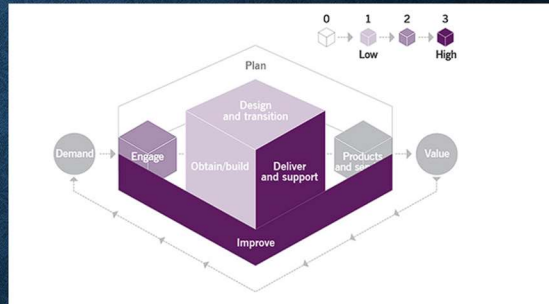 0
1
2
3
Low
High
Plan
Design
and transition
Demand
Engage
Obtain/build
Deliver
and support
Products
and
Value
Improve